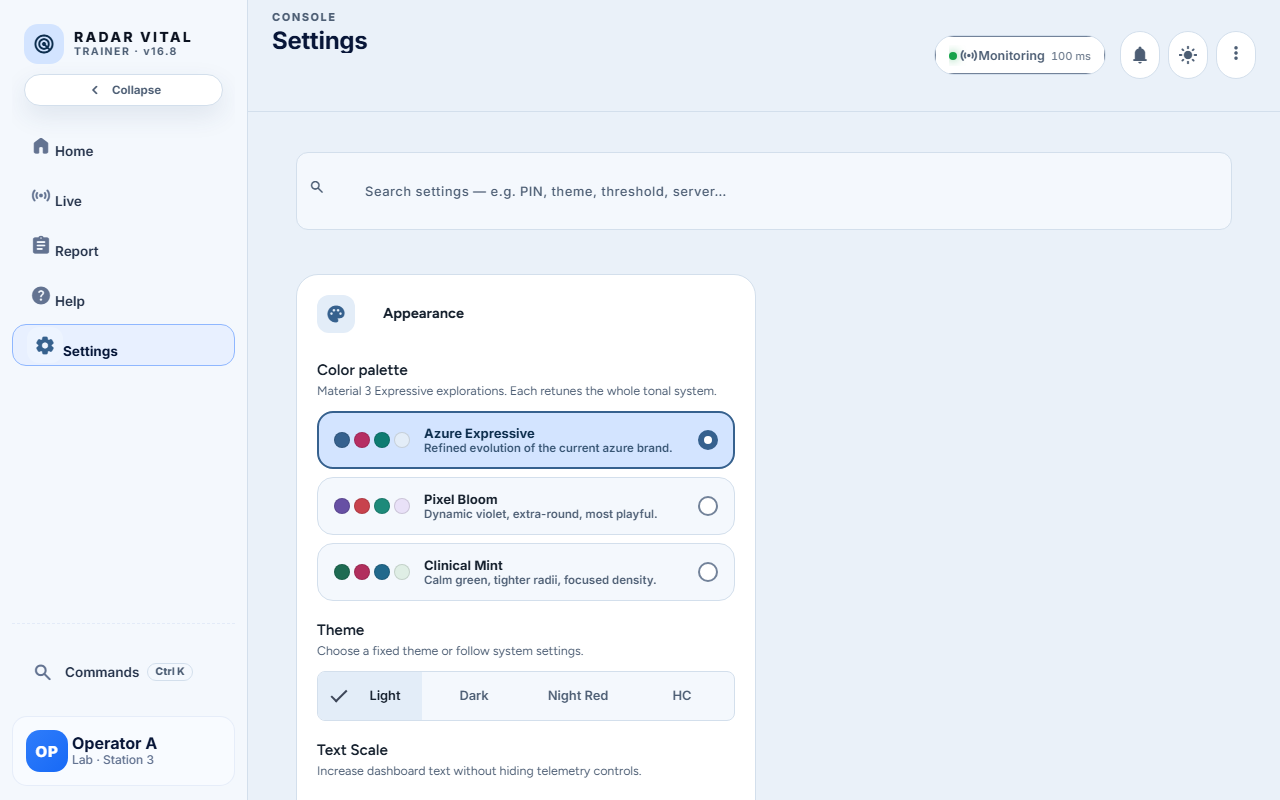 RADAR VITAL
TRAINER · v16.8
Collapse
Home
Live
Report
Help
Settings
Commands Ctrl K
OP
Operator A
Lab · Station 3
CONSOLE
Settings
Monitoring 100 ms
Search settings — e.g. PIN, theme, threshold, server...
Appearance
Color palette
Material 3 Expressive explorations. Each retunes the whole tonal system.
Azure Expressive
Refined evolution of the current azure brand.
Pixel Bloom
Dynamic violet, extra-round, most playful.
Clinical Mint
Calm green, tighter radii, focused density.
Theme
Choose a fixed theme or follow system settings.
Light Dark Night Red HC
Text Scale
Increase dashboard text without hiding telemetry controls.